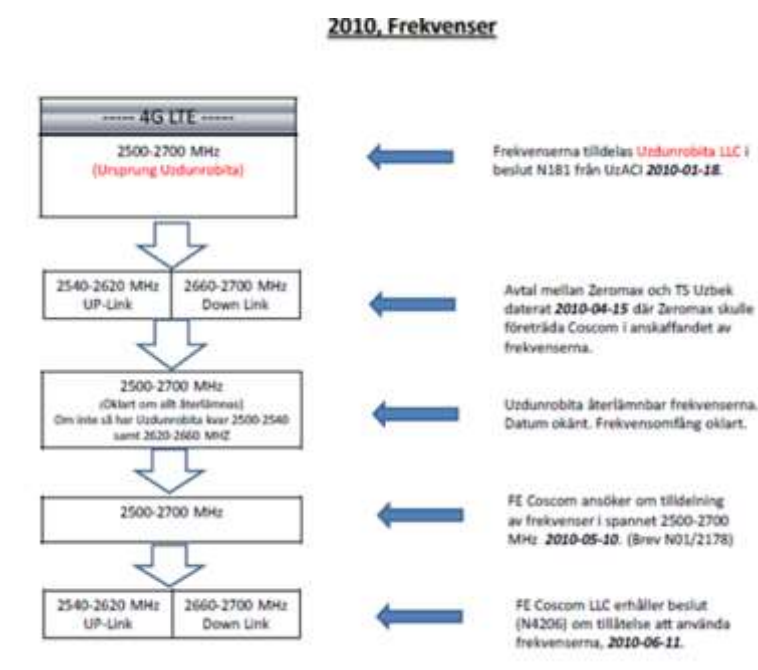 2010, Frekvenser
----- 4G LTE -----
2500-2700 MHz
(Ursprung Uzdunrobita)
Frekvenserna tilldelas Uzdunrobita LLC i
beslut N181 från UzACI 2010-01-18.
2540-2620 MHz
UP-Link
2660-2700 MHz
Down Link
Avtal mellan Zeromax och TS Uzbek
daterat 2010-04-15 där Zeromax skulle
företräda Coscom i anskaffandet av
frekvenserna.
2500-2700 MHz
(Oklart om allt återlämnas)
Om inte så har Uzdunrobita kvar 2500-2540
samt 2620-2660 MHZ
Uzdunrobita återlämnbar frekvenserna.
Datum okänt. Frekvensomfång oklart.
2500-2700 MHz
FE Coscom ansöker om tilldelning
av frekvenser i spannet 2500-2700
MHz 2010-05-10. (Brev N01/2178)
2540-2620 MHz
UP-Link
2660-2700 MHz
Down Link
FE Coscom LLC erhåller beslut
(N4206) om tillåtelse att använda
frekvenserna, 2010-06-11.